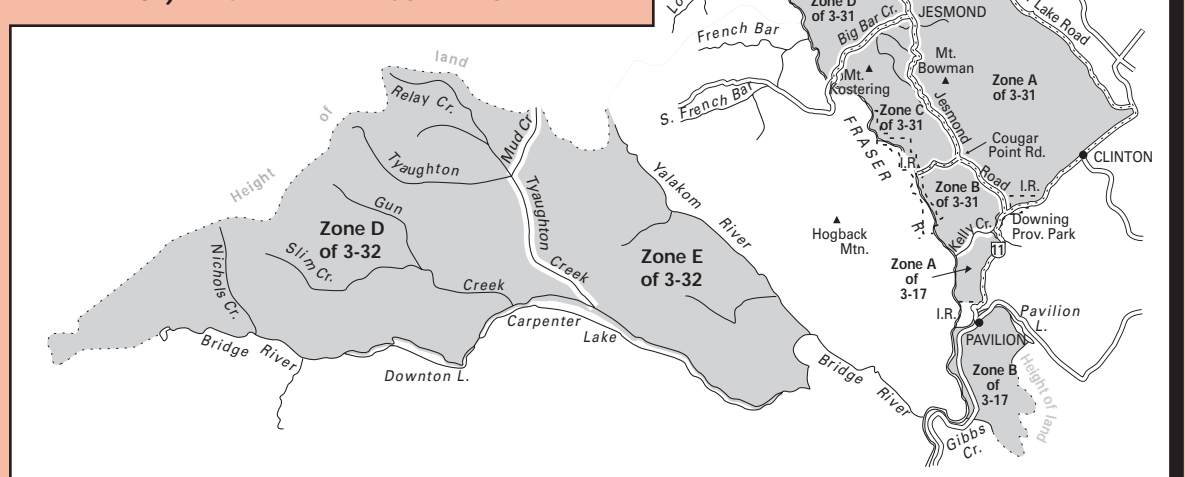 Zone D
of 3-31
Big Bar Cr.
JESMOND
Lake Road
French Bar
S. French Bar
Mt.
Kostering
Mt.
Bowman
Zone A
of 3-31
Zone C
of 3-31
Jesmond
Road
Cougar
Point Rd.
CLINTON
FRASER
R.
I.R.
Zone B
of 3-31
I.R.
Kelly Cr.
Downing
Prov. Park
11
Hogback
Mtn.
Zone A
of
3-17
I.R.
Pavilion
L.
PAVILION
Zone B
of
3-17
Height of land
Gibbs
Cr.
Bridge
River
Height
of
land
Relay Cr.
Mud Cr
Tyaughton
Tyaughton
Creek
Gun
Creek
Zone D
of 3-32
Slim Cr.
Nichols Cr.
Yalakom
River
Zone E
of 3-32
Carpenter
Lake
Bridge River
Downton L.